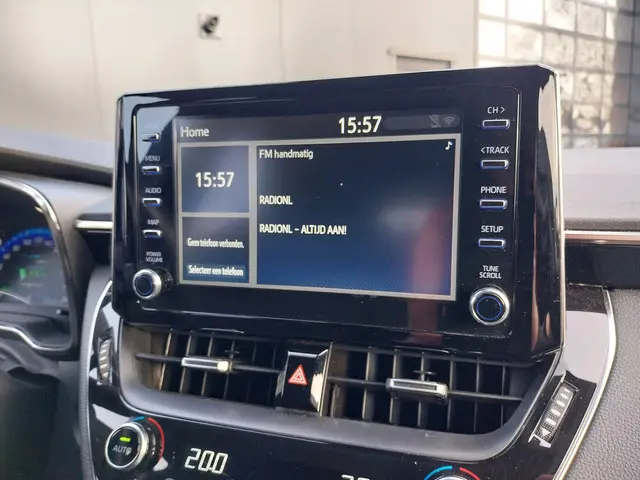 Home
15:57
CH >
MENU
15:57
FM handmatig
< TRACK
AUDIO
RADIONL
PHONE
MAP
RADIONL - ALTIJD AAN!
SETUP
Geen telefoon verbonden.
POWER
VOLUME
Selecteer een telefoon
TUNE
SCROLL
AUTO
20.0